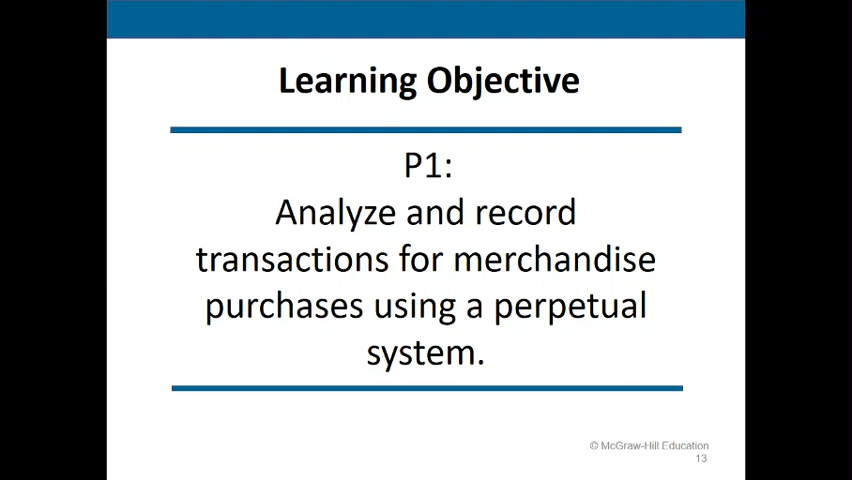 Learning Objective
P1:
Analyze and record
transactions for merchandise
purchases using a perpetual
system.
© McGraw-Hill Education
13